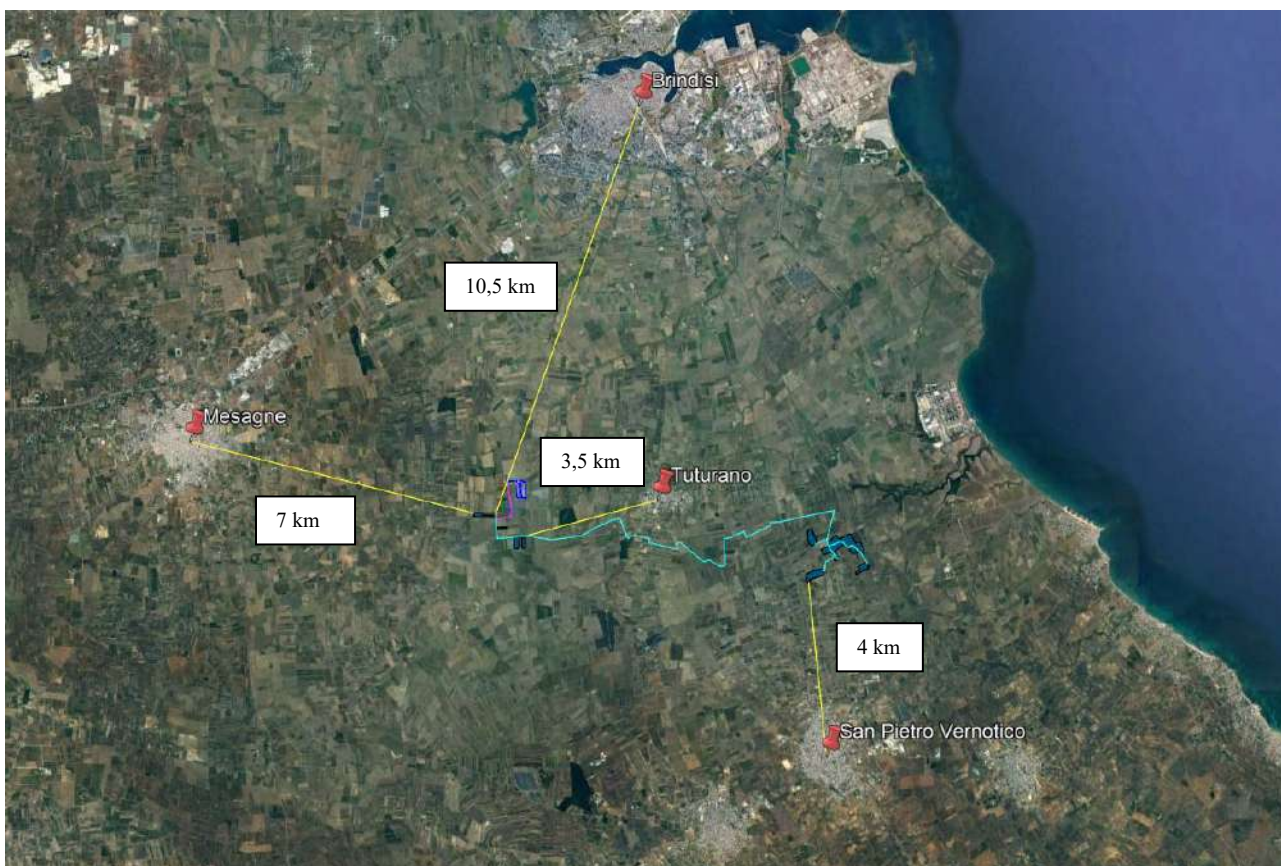 Brindisi
10,5 km
Mesagne
3,5 km
Tuturano
7 km
4 km
San Pietro Vernotico